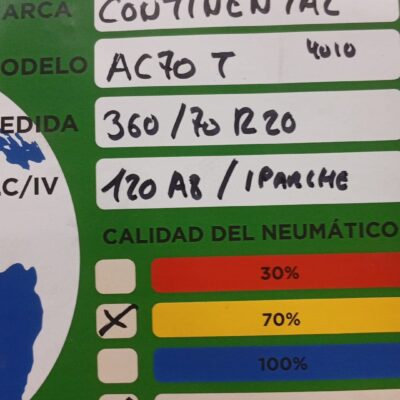 ARCA CONTINENTAL
ODELO AC70 T 4010
EDIDA 360/70 R20
C/IV 120 A8 / 1 PARCHE
CALIDAD DEL NEUMÁTICO
30%
X 70%
100%